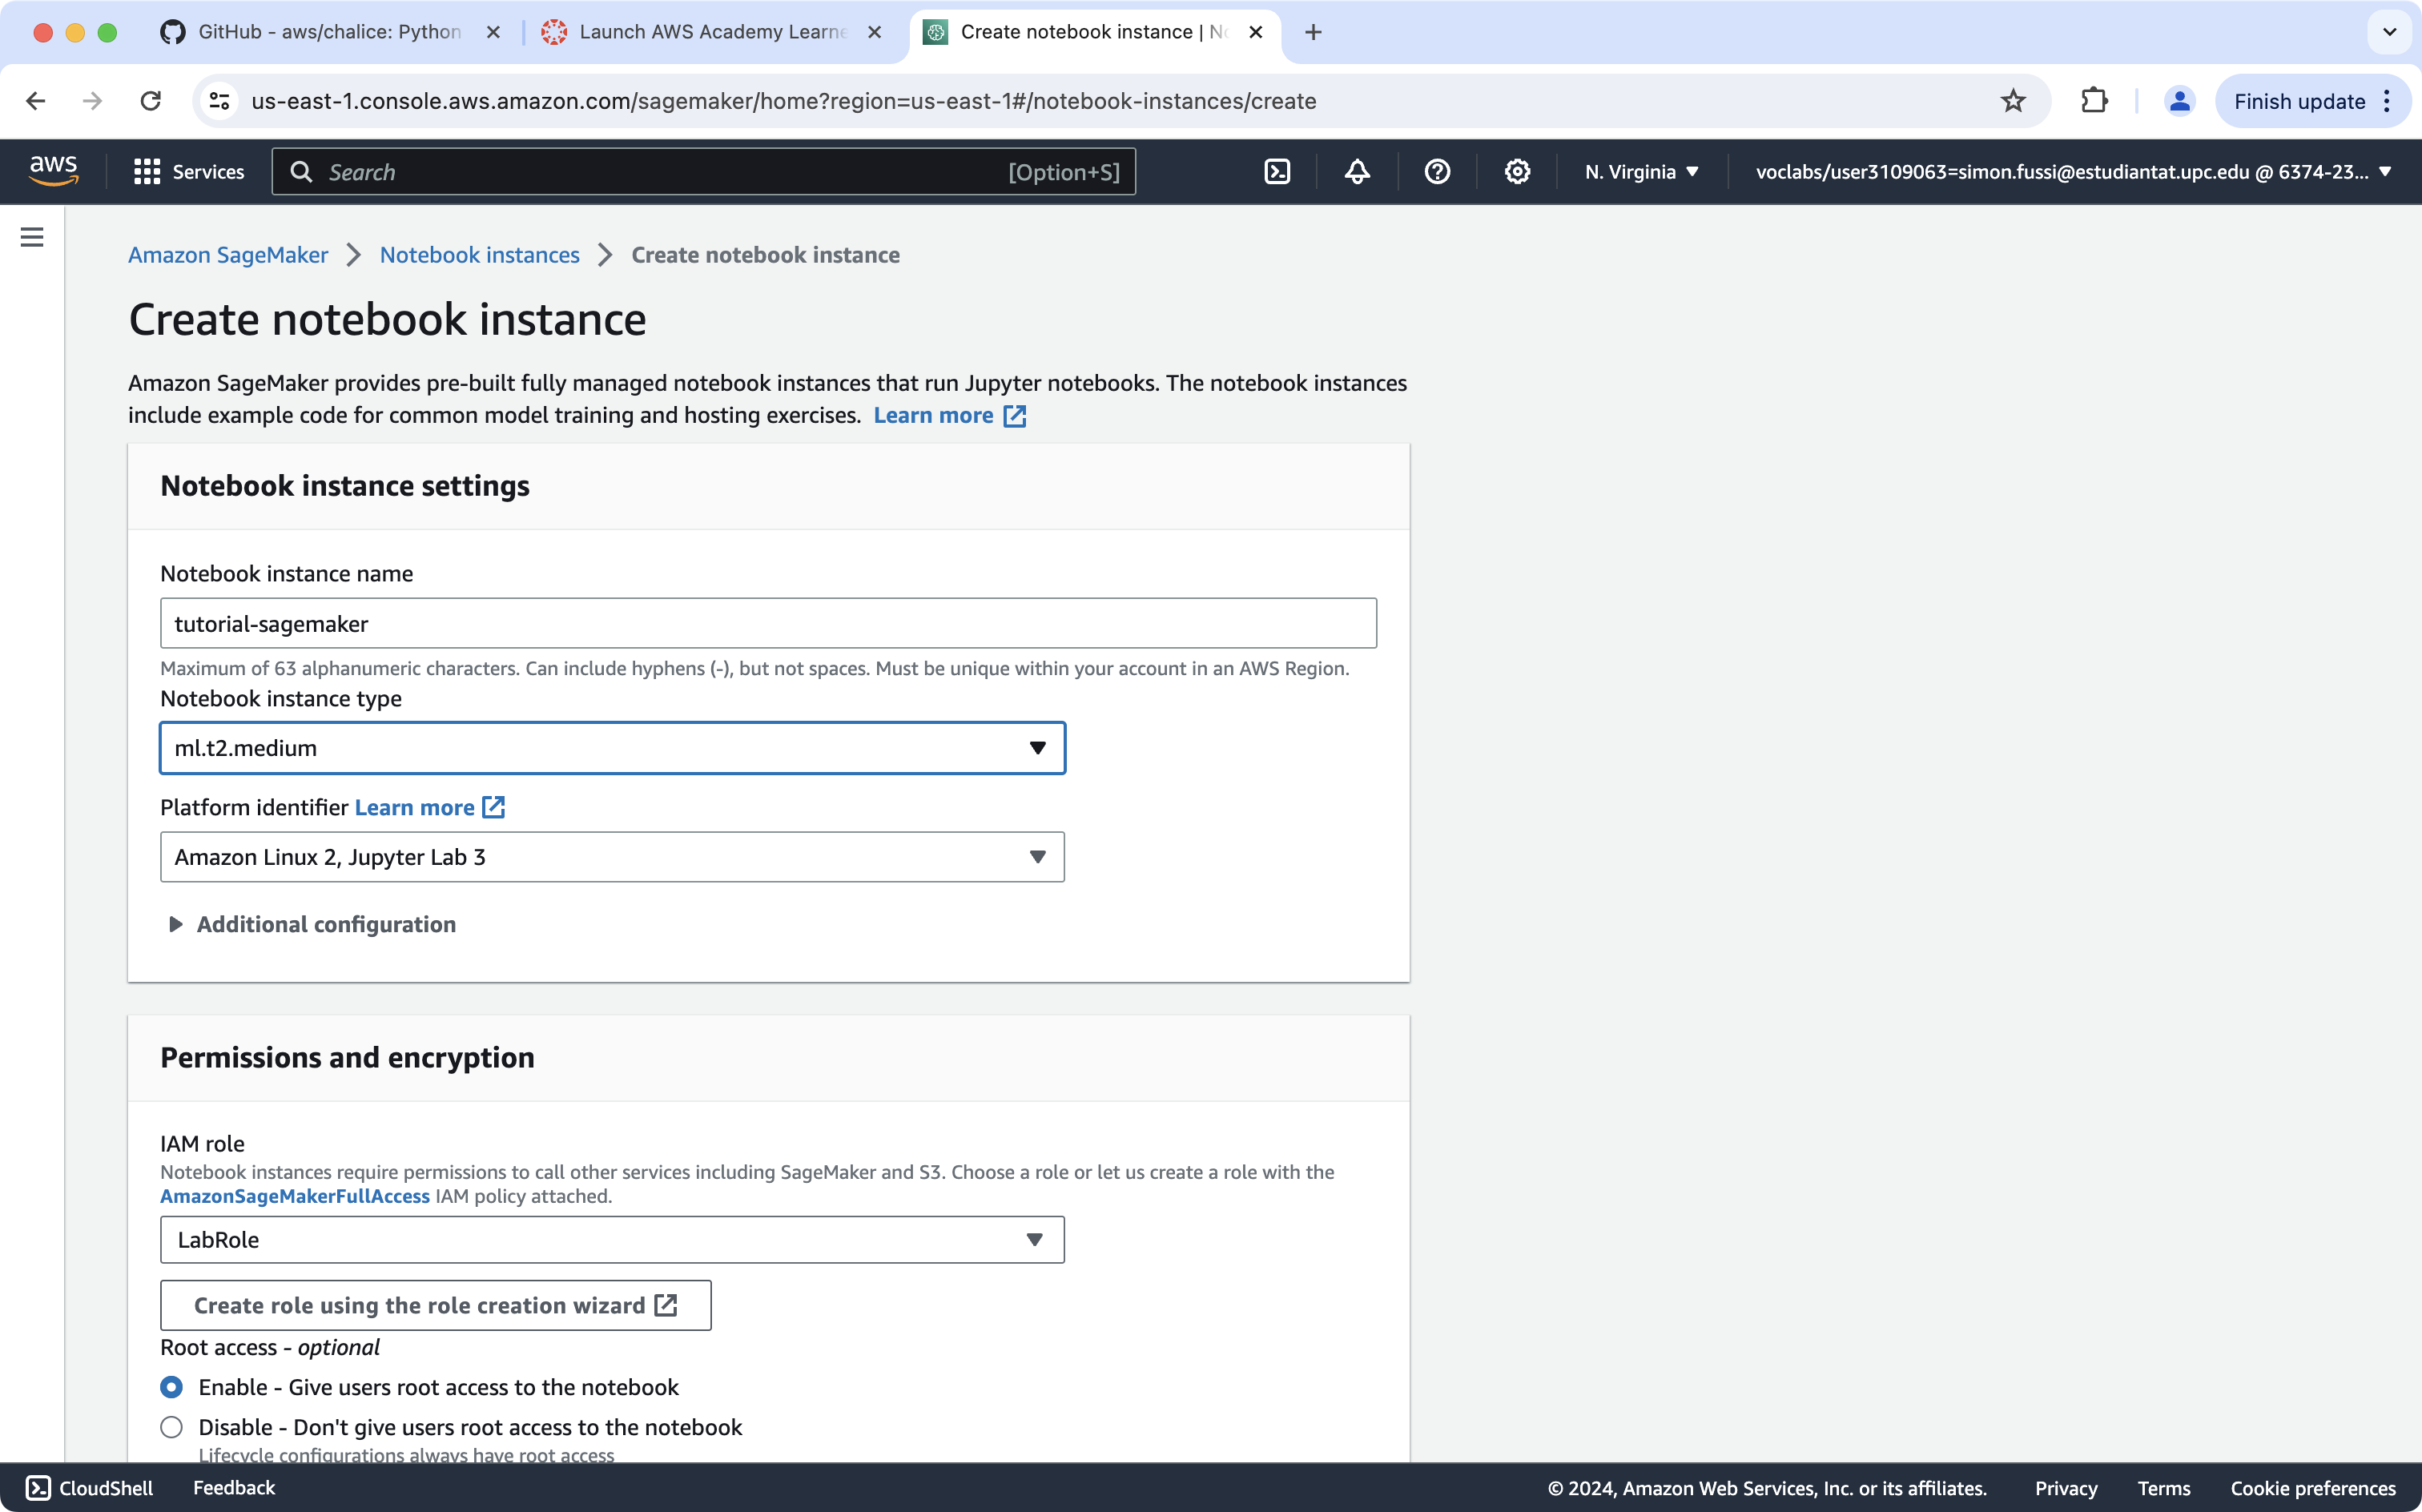 GitHub - aws/chalice: Python
Launch AWS Academy Learne
Create notebook instance | No
us-east-1.console.aws.amazon.com/sagemaker/home?region=us-east-1#/notebook-instances/create
Finish update
aws
Services
Search
[Option+S]
N. Virginia
voclabs/user3109063=simon.fussi@estudiantat.upc.edu @ 6374-23...
Amazon SageMaker
Notebook instances
Create notebook instance
Create notebook instance
Amazon SageMaker provides pre-built fully managed notebook instances that run Jupyter notebooks. The notebook instances
include example code for common model training and hosting exercises. Learn more
Notebook instance settings
Notebook instance name
tutorial-sagemaker
Maximum of 63 alphanumeric characters. Can include hyphens (-), but not spaces. Must be unique within your account in an AWS Region.
Notebook instance type
ml.t2.medium
Platform identifier Learn more
Amazon Linux 2, Jupyter Lab 3
Additional configuration
Permissions and encryption
IAM role
Notebook instances require permissions to call other services including SageMaker and S3. Choose a role or let us create a role with the
AmazonSageMakerFullAccess IAM policy attached.
LabRole
Create role using the role creation wizard
Root access - optional
Enable - Give users root access to the notebook
Disable - Don't give users root access to the notebook
Lifecycle configurations always have root access
CloudShell
Feedback
© 2024, Amazon Web Services, Inc. or its affiliates.
Privacy
Terms
Cookie preferences